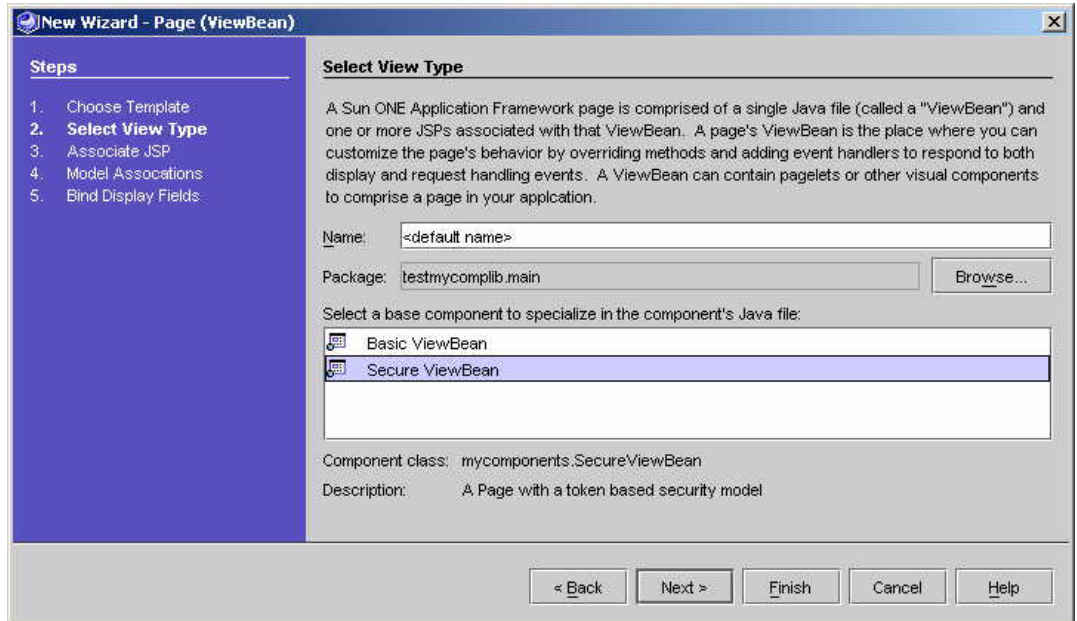 New Wizard - Page (ViewBean)
Steps
1. Choose Template
2. Select View Type
3. Associate JSP
4. Model Assocations
5. Bind Display Fields
Select View Type
A Sun ONE Application Framework page is comprised of a single Java file (called a "ViewBean") and
one or more JSPs associated with that ViewBean. A page's ViewBean is the place where you can
customize the page's behavior by overriding methods and adding event handlers to respond to both
display and request handling events. A ViewBean can contain pagelets or other visual components
to comprise a page in your applcation.
Name: <default name>
Package: testmycomplib.main Browse...
Select a base component to specialize in the component's Java file:
Basic ViewBean
Secure ViewBean
Component class: mycomponents.SecureViewBean
Description: A Page with a token based security model
< Back Next > Finish Cancel Help